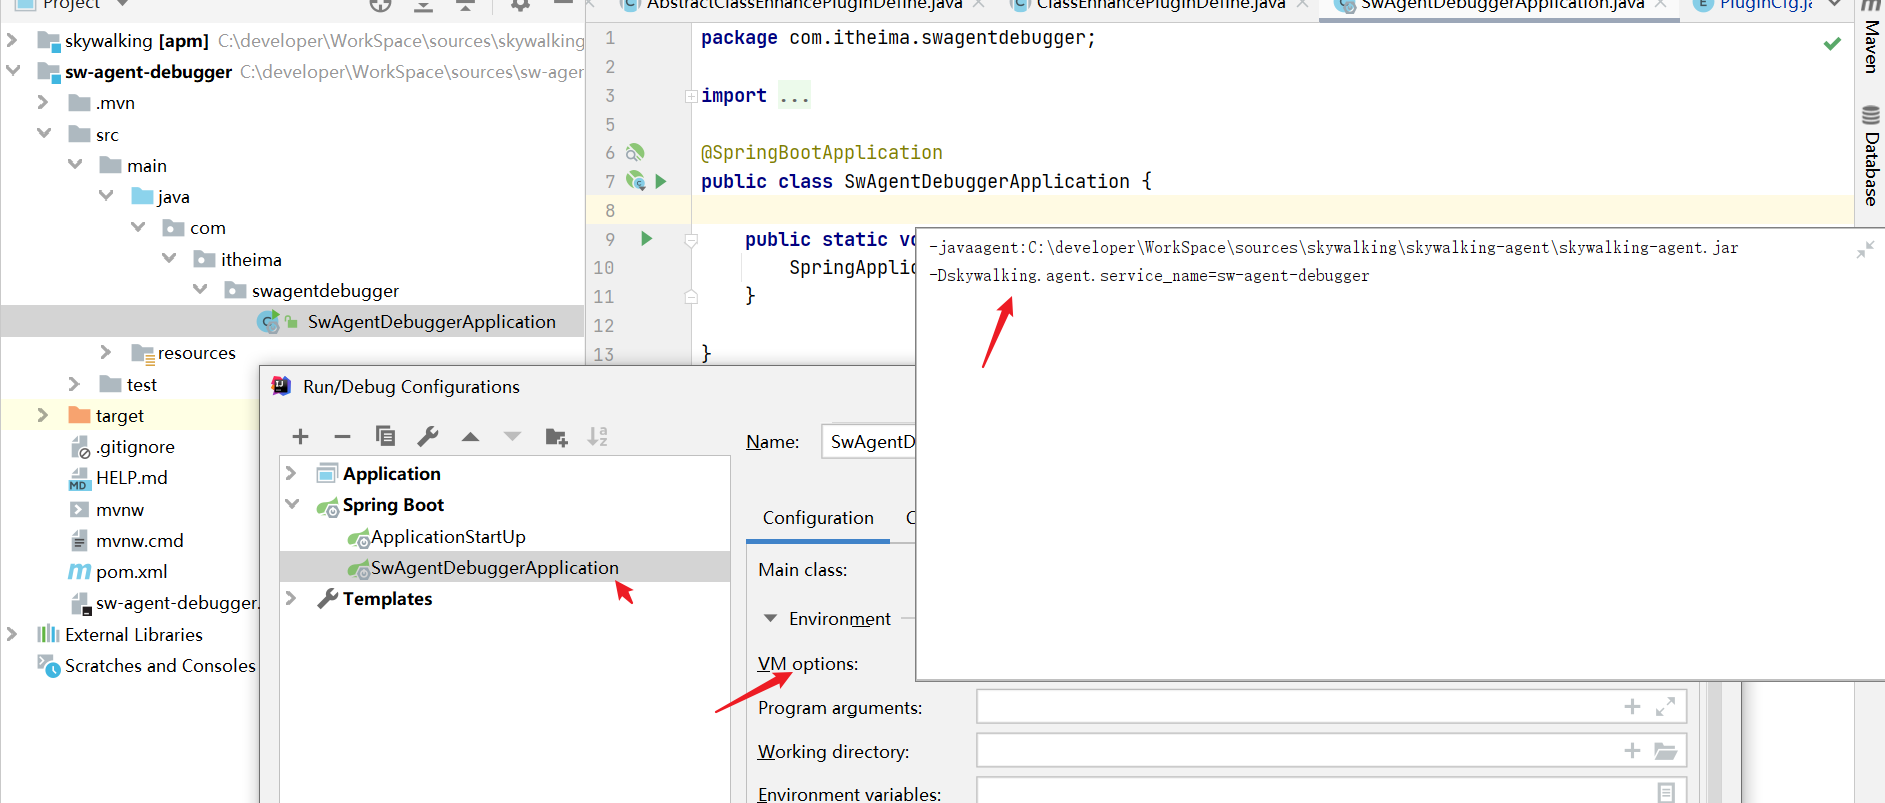 Project
skywalking [apm] C:\developer\WorkSpace\sources\skywalking
sw-agent-debugger C:\developer\WorkSpace\sources\sw-ager
.mvn
src
main
java
com
itheima
swagentdebugger
SwAgentDebuggerApplication
resources
test
target
.gitignore
HELP.md
mvnw
mvnw.cmd
pom.xml
sw-agent-debugger.
External Libraries
Scratches and Consoles
AbstractClassEnhancePluginDefine.java
ClassEnhancePluginDefine.java
SwAgentDebuggerApplication.java
PluginCfg.ja
1 package com.itheima.swagentdebugger;
2
3 import ...
5
6 @SpringBootApplication
7 public class SwAgentDebuggerApplication {
8
9 public static vo
10 SpringApplic
11 }
12
13 }
Maven
Database
-javaagent:C:\developer\WorkSpace\sources\skywalking\skywalking-agent\skywalking-agent.jar
-Dskywalking.agent.service_name=sw-agent-debugger
Run/Debug Configurations
Application
Spring Boot
ApplicationStartUp
SwAgentDebuggerApplication
Templates
Name: SwAgentD
Configuration C
Main class:
Environment
VM options:
Program arguments:
Working directory:
Environment variables: